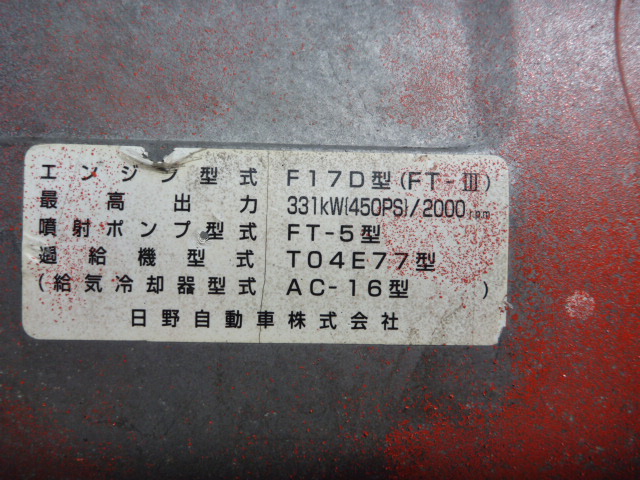 エンジン型式 F17D型(FT-Ⅲ)
最高出力 331kW{450PS}/2000rpm
噴射ポンプ型式 FT-5型
過給機型式 T04E77型
(給気冷却器型式 AC-16型)
日野自動車株式会社